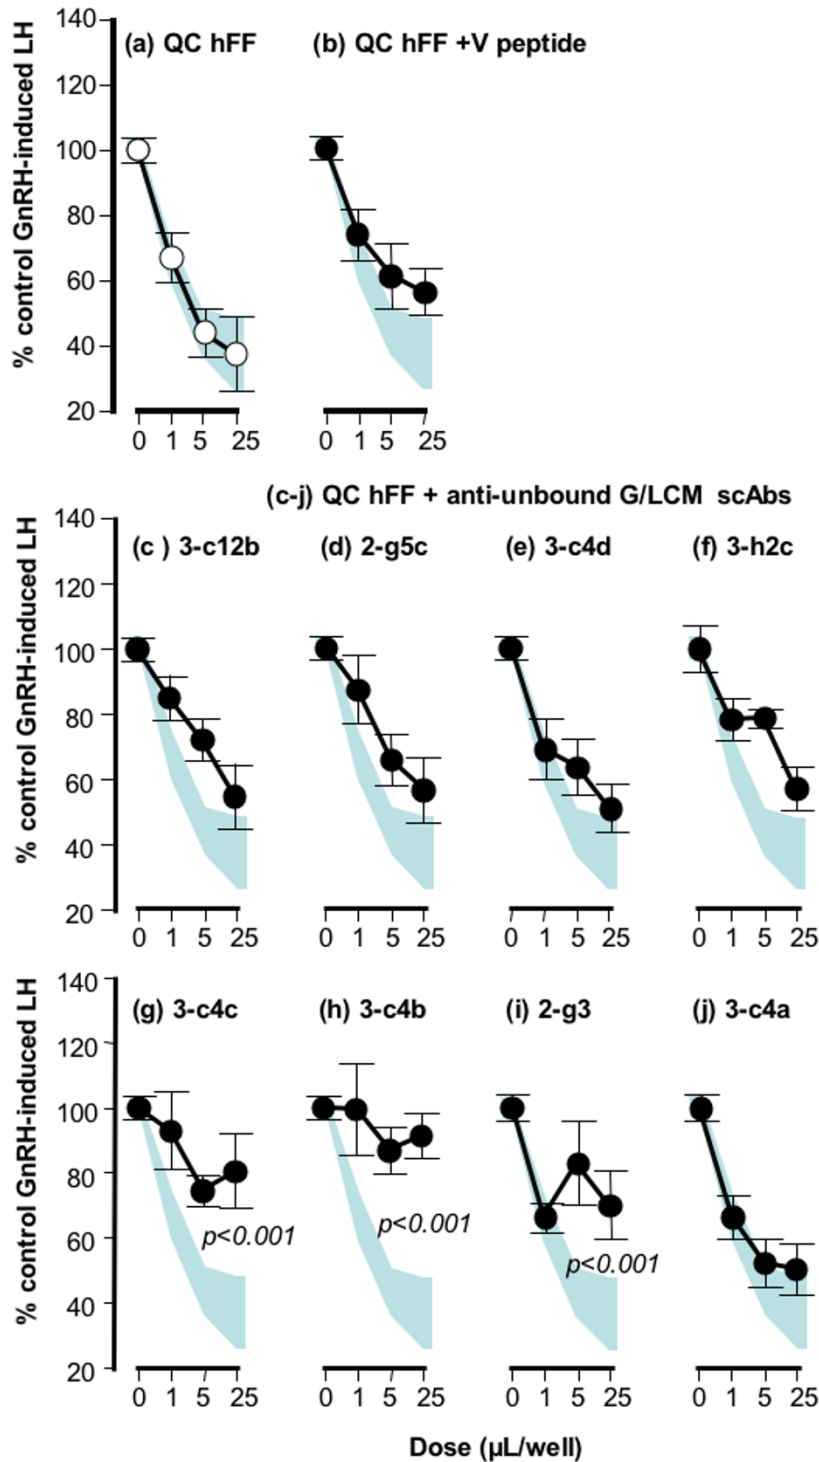 % control GnRH-induced LH
140
120
100
80
60
40
20
(a) QC hFF
(b) QC hFF +V peptide
0 1 5 25
0 1 5 25
(c-j) QC hFF + anti-unbound G/LCM scAbs
% control GnRH-induced LH
140
120
100
80
60
40
20
(c ) 3-c12b
(d) 2-g5c
(e) 3-c4d
(f) 3-h2c
0 1 5 25
0 1 5 25
0 1 5 25
0 1 5 25
% control GnRH-induced LH
140
120
100
80
60
40
20
(g) 3-c4c
(h) 3-c4b
(i) 2-g3
(j) 3-c4a
p<0.001
p<0.001
p<0.001
0 1 5 25
0 1 5 25
0 1 5 25
0 1 5 25
Dose (µL/well)